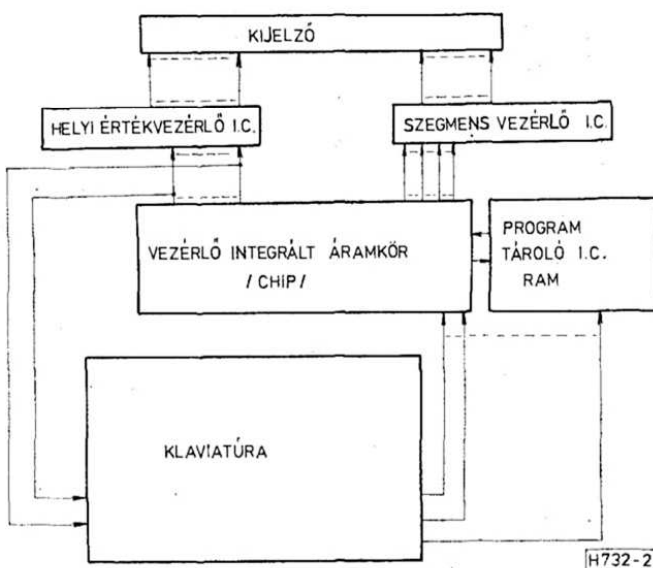 KIJELZŐ
HELYI ÉRTÉKVEZÉRLŐ I.C.
SZEGMENS VEZÉRLŐ I.C.
VEZÉRLŐ INTEGRÁLT ÁRAMKÖR
/ CHIP /
PROGRAM
TÁROLÓ I.C.
RAM
KLAVIATÚRA
H732-2